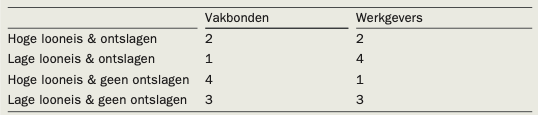 Vakbonden Werkgevers
Hoge looneis & ontslagen 2 2
Lage looneis & ontslagen 1 4
Hoge looneis & geen ontslagen 4 1
Lage looneis & geen ontslagen 3 3